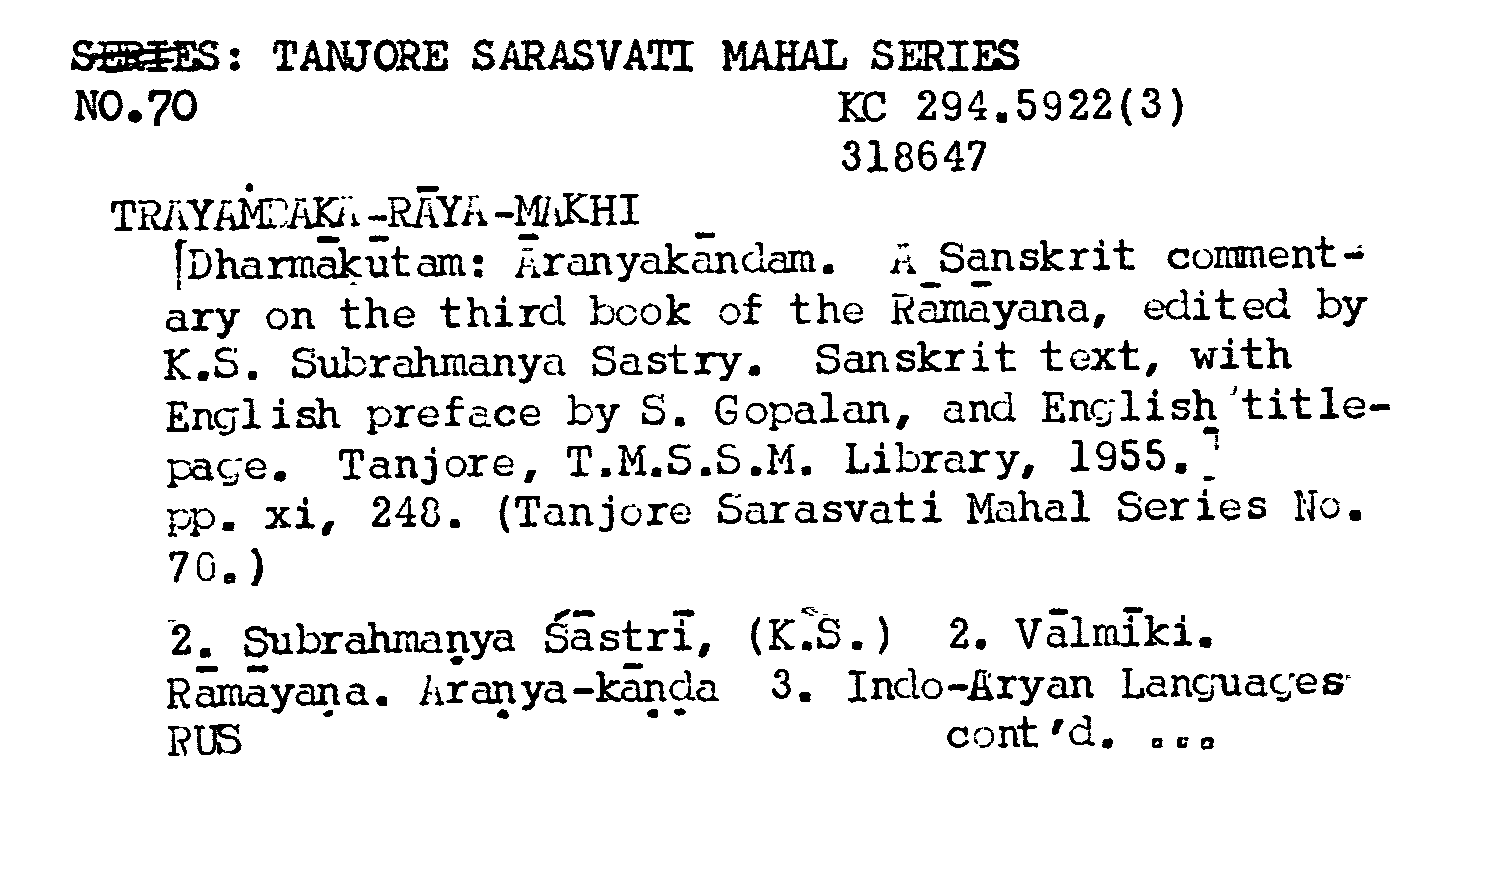 SERIES: TANJORE SARASVATI MAHAL SERIES
NO.70 KC 294.5922(3)
318647
TRAYAṀBAKA-RĀYA-MAKHI
[Dharmākūtam: Āranyakāndam. A Sanskrit comment-
ary on the third book of the Rāmāyana, edited by
K.S. Subrahmanya Sastry. Sanskrit text, with
English preface by S. Gopalan, and English title-
page. Tanjore, T.M.S.S.M. Library, 1955.]
pp. xi, 248. (Tanjore Sarasvati Mahal Series No.
70.)
2. Subrahmaṇya Śāstrī, (K.S.) 2. Vālmīki.
Rāmāyaṇa. Araṇya-kāṇḍa 3. Indo-Aryan Languages
RUS cont'd. ...